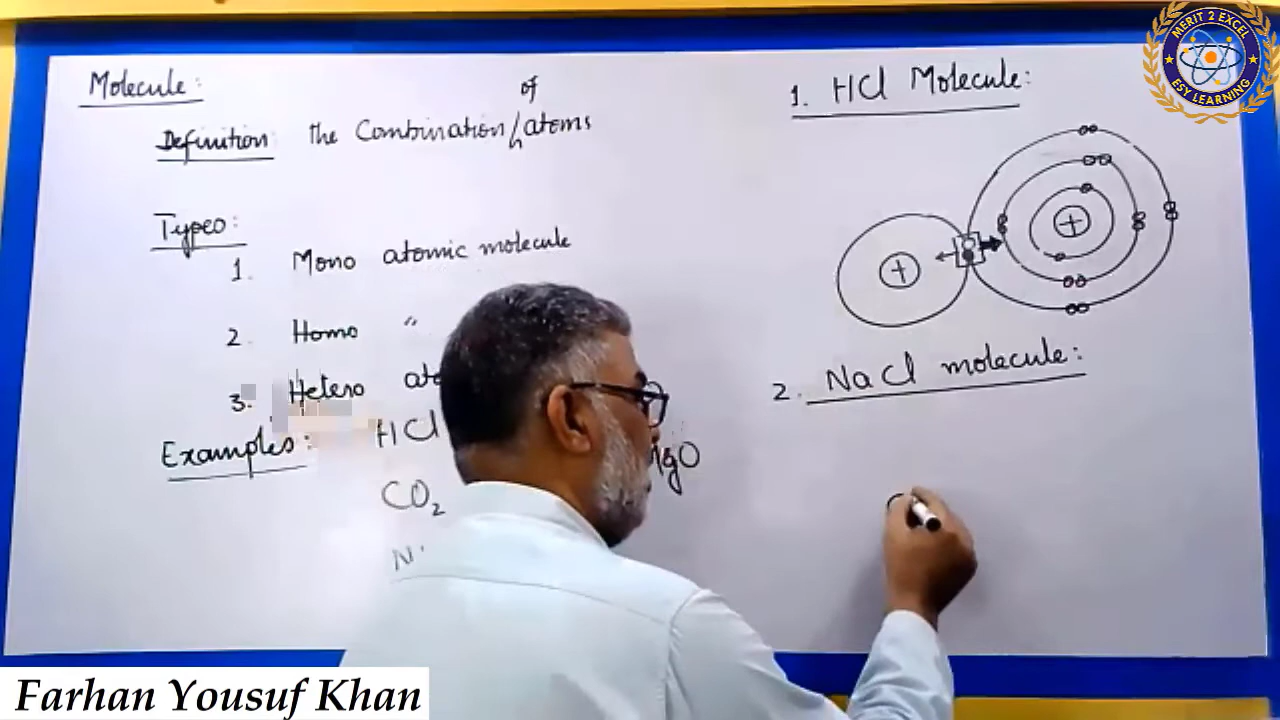 Molecule:
Definition: the Combination of atoms
Types:
1. Mono atomic molecule
2. Homo "
3. Hetero
Examples: HCl
MgO
CO2
1. HCl Molecule:
+
+
2. NaCl molecule:
MERIT 2 EXCEL
ESY LEARNING
Farhan Yousuf Khan